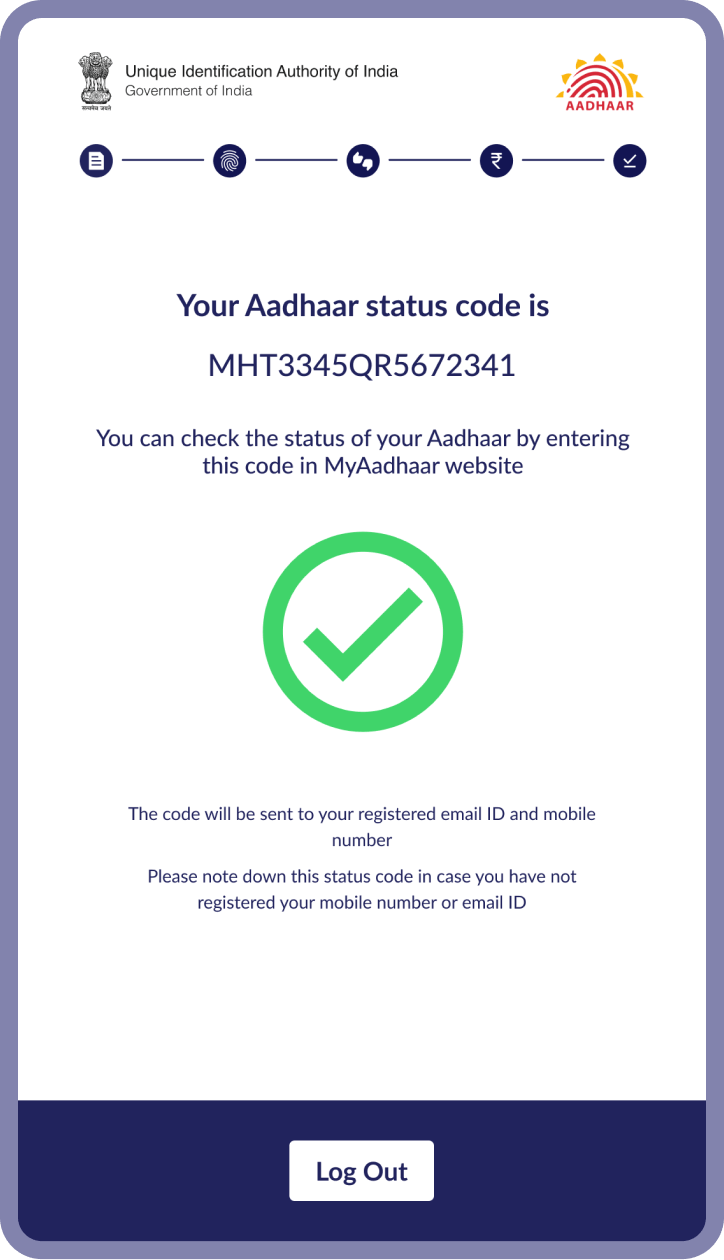 Unique Identification Authority of India
Government of India
सत्यमेव जयते
AADHAAR
₹
Your Aadhaar status code is
MHT3345QR5672341
You can check the status of your Aadhaar by entering
this code in MyAadhaar website
The code will be sent to your registered email ID and mobile
number
Please note down this status code in case you have not
registered your mobile number or email ID
Log Out